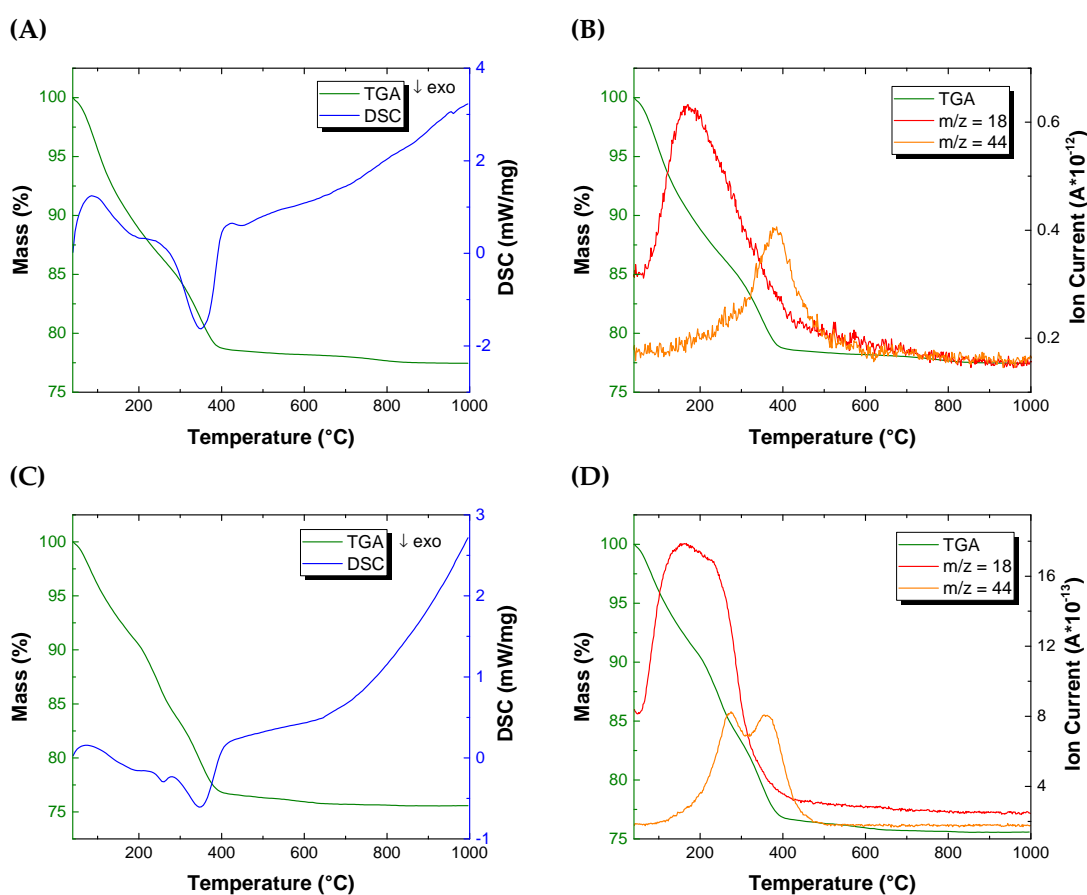 (A)
(B)
TGA
DSC
↓ exo
100
95
90
85
80
75
4
2
0
-2
Mass (%)
DSC (mW/mg)
200 400 600 800 1000
Temperature (°C)
TGA
m/z = 18
m/z = 44
100
95
90
85
80
75
0.6
0.4
0.2
Mass (%)
Ion Current (A*10-12)
200 400 600 800 1000
Temperature (°C)
(C)
(D)
TGA
DSC
↓ exo
100
95
90
85
80
75
3
2
1
0
-1
Mass (%)
DSC (mW/mg)
200 400 600 800 1000
Temperature (°C)
TGA
m/z = 18
m/z = 44
100
95
90
85
80
75
16
12
8
4
Mass (%)
Ion Current (A*10-13)
200 400 600 800 1000
Temperature (°C)